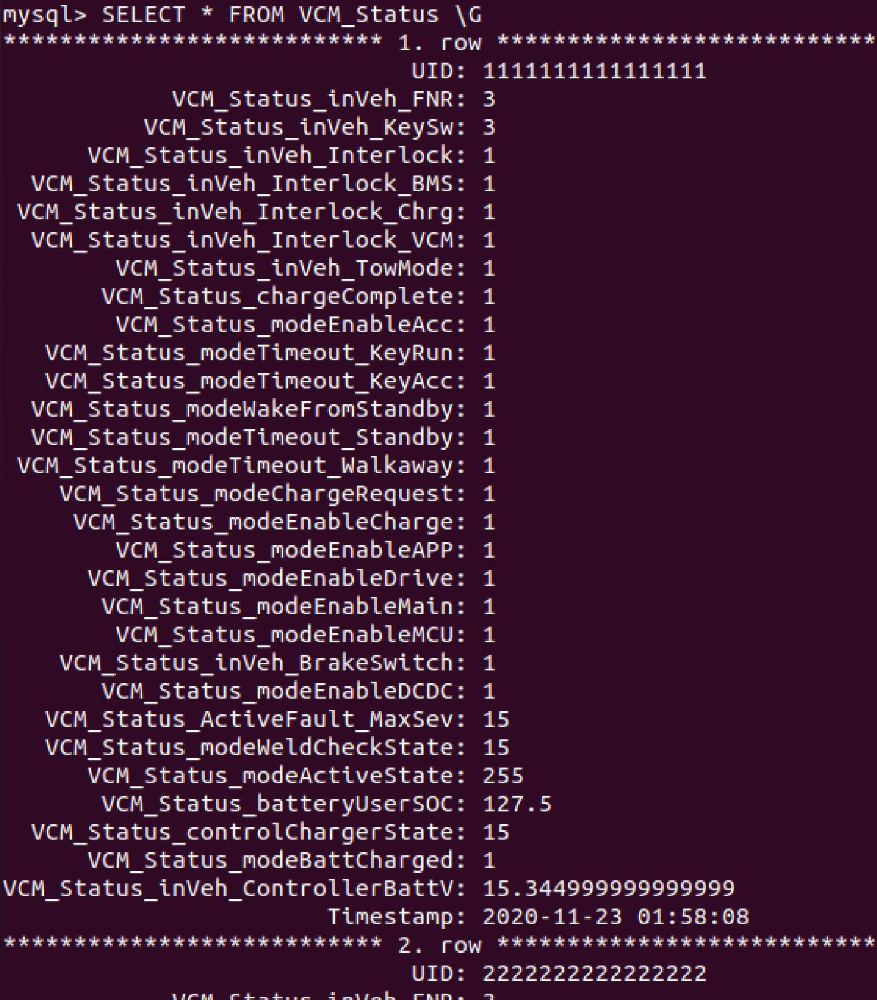 mysql> SELECT * FROM VCM_Status \G
*************************** 1. row ***************************
UID: 1111111111111111
VCM_Status_inVeh_FNR: 3
VCM_Status_inVeh_KeySw: 3
VCM_Status_inVeh_Interlock: 1
VCM_Status_inVeh_Interlock_BMS: 1
VCM_Status_inVeh_Interlock_Chrg: 1
VCM_Status_inVeh_Interlock_VCM: 1
VCM_Status_inVeh_TowMode: 1
VCM_Status_chargeComplete: 1
VCM_Status_modeEnableAcc: 1
VCM_Status_modeTimeout_KeyRun: 1
VCM_Status_modeTimeout_KeyAcc: 1
VCM_Status_modeWakeFromStandby: 1
VCM_Status_modeTimeout_Standby: 1
VCM_Status_modeTimeout_Walkaway: 1
VCM_Status_modeChargeRequest: 1
VCM_Status_modeEnableCharge: 1
VCM_Status_modeEnableAPP: 1
VCM_Status_modeEnableDrive: 1
VCM_Status_modeEnableMain: 1
VCM_Status_modeEnableMCU: 1
VCM_Status_inVeh_BrakeSwitch: 1
VCM_Status_modeEnableDCDC: 1
VCM_Status_ActiveFault_MaxSev: 15
VCM_Status_modeWeldCheckState: 15
VCM_Status_modeActiveState: 255
VCM_Status_batteryUserSOC: 127.5
VCM_Status_controlChargerState: 15
VCM_Status_modeBattCharged: 1
VCM_Status_inVeh_ControllerBattV: 15.344999999999999
Timestamp: 2020-11-23 01:58:08
*************************** 2. row ***************************
UID: 2222222222222222
VCM_Status_inVeh_FNR: 3